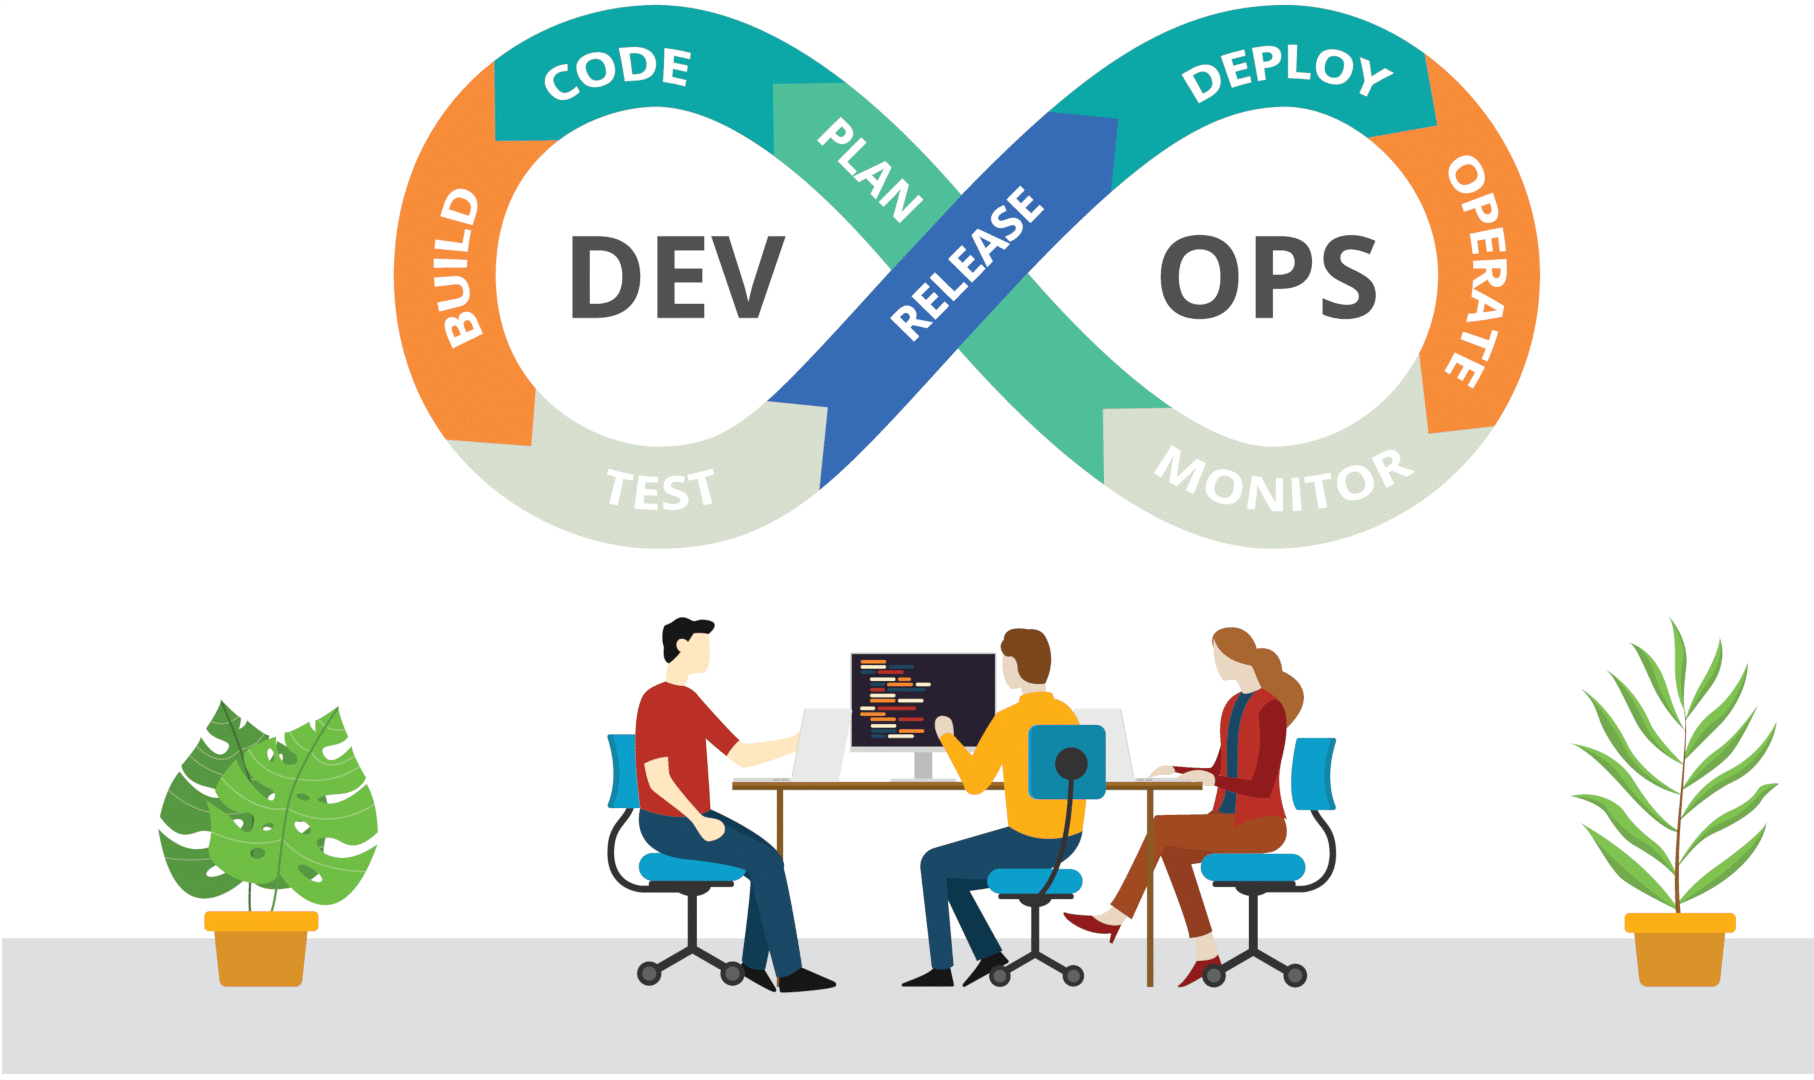 CODE
DEPLOY
PLAN
BUILD
DEV
RELEASE
OPS
OPERATE
TEST
MONITOR